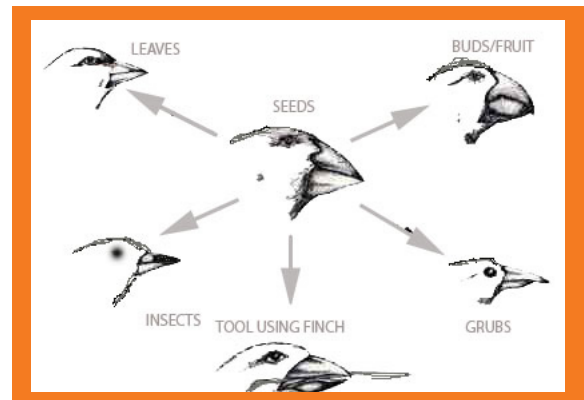 LEAVES
BUDS/FRUIT
SEEDS
INSECTS
TOOL USING FINCH
GRUBS